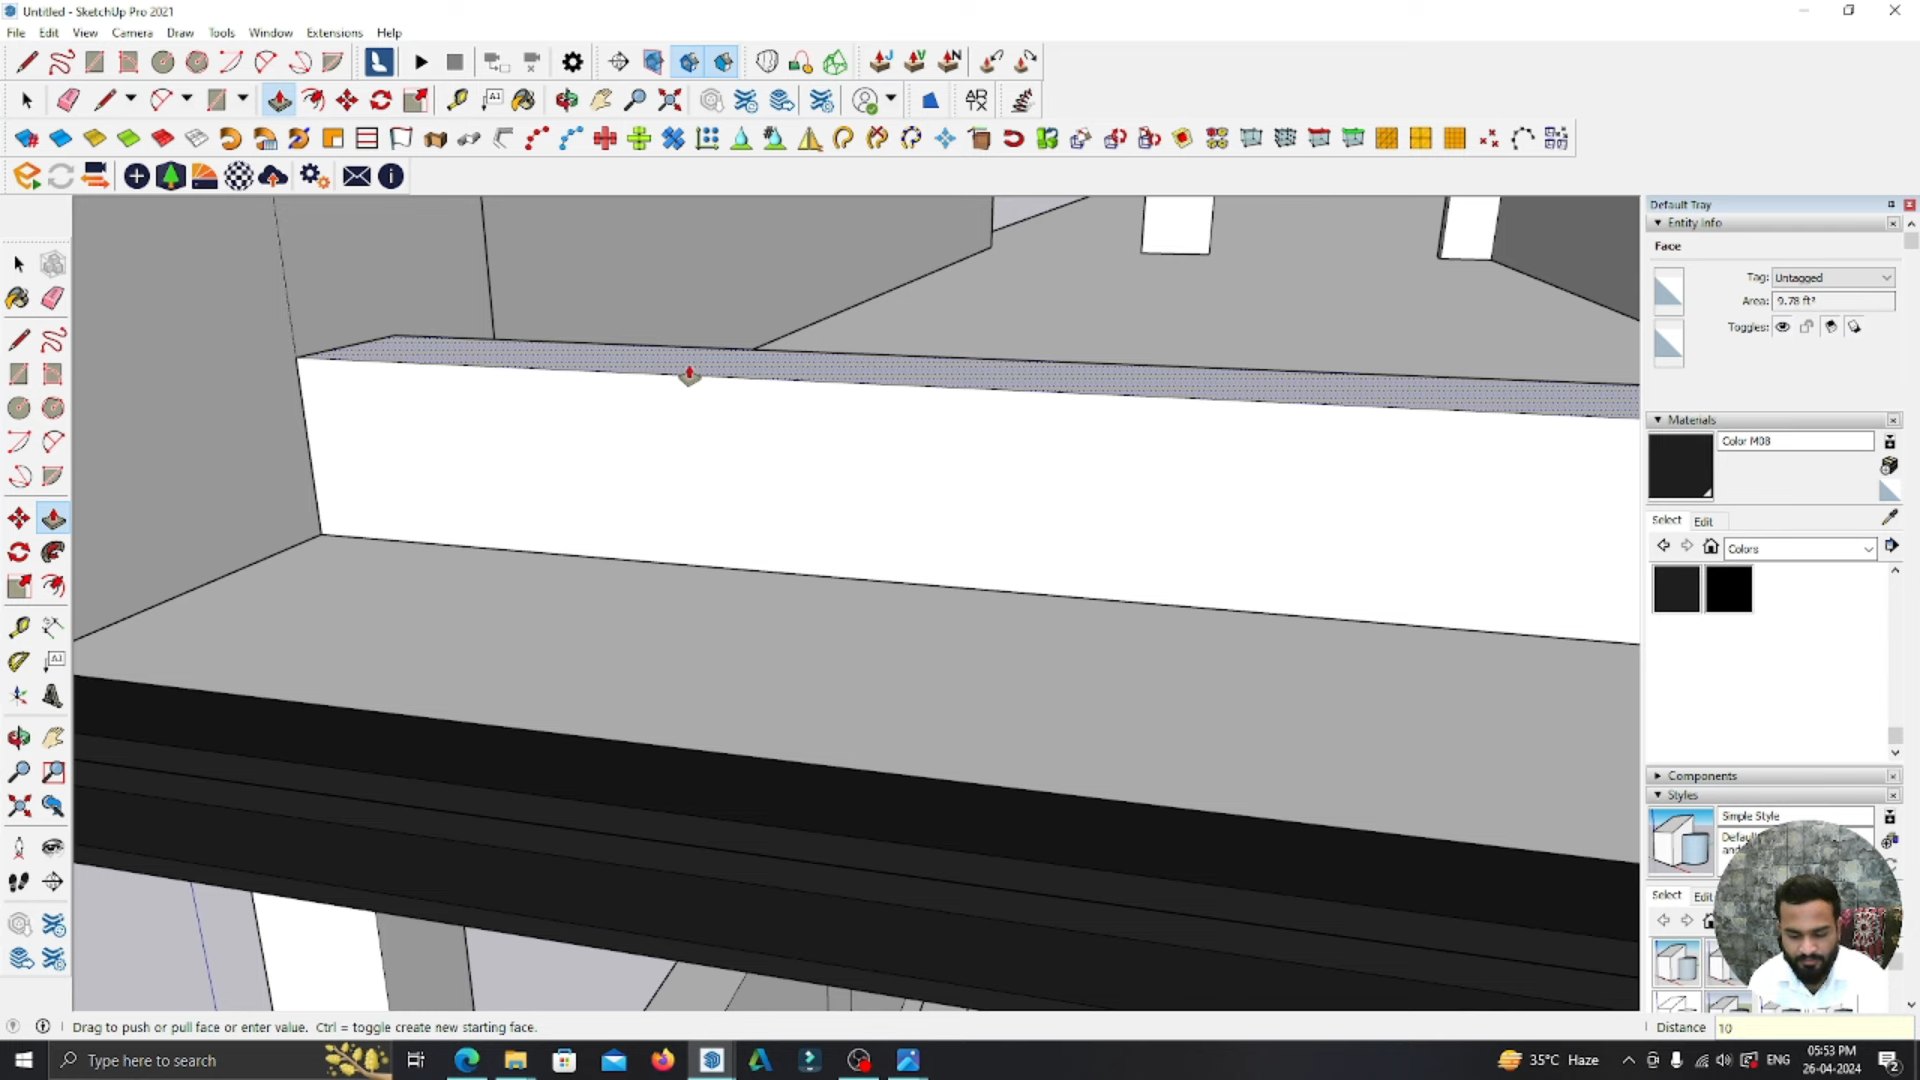 Untitled - SketchUp Pro 2021
File Edit View Camera Draw Tools Window Extensions Help
Default Tray
Entity Info
Face
Tag: Untagged
Area: 9.78 ft²
Toggles:
Materials
Color M08
Select Edit
Colors
Components
Styles
Simple Style
Select Edit
Drag to push or pull face or enter value. Ctrl = toggle create new starting face.
Distance 10
Type here to search
35°C Haze
ENG
05:53 PM
26-04-2024
2